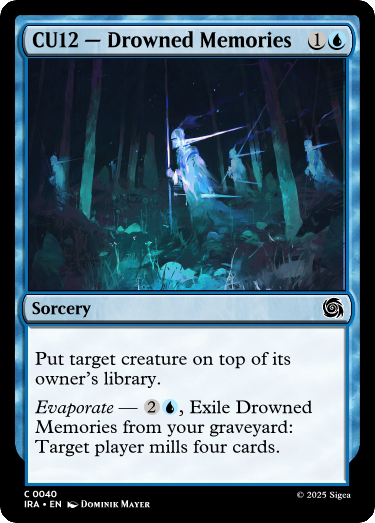 CU12 — Drowned Memories 1
Sorcery
Put target creature on top of its
owner's library.
Evaporate — 2, Exile Drowned
Memories from your graveyard:
Target player mills four cards.
C 0040
IRA • EN DOMINIK MAYER
© 2025 Sigea